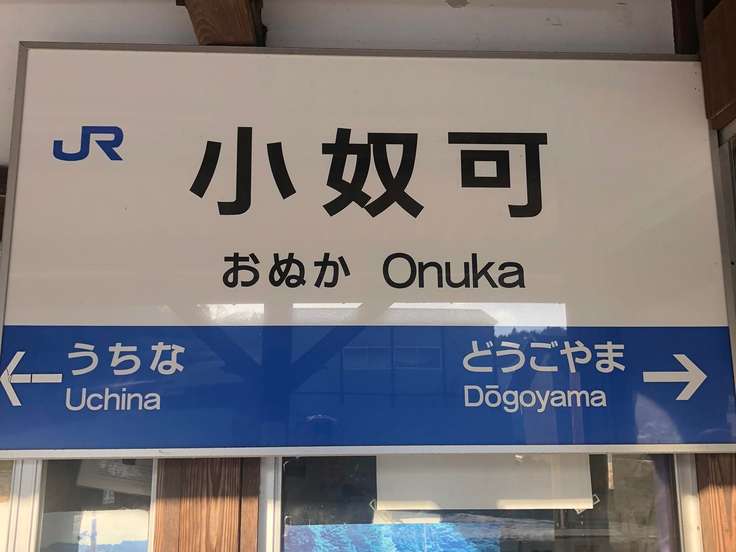 JR
小奴可
おぬか Onuka
← うちな
Uchina
どうごやま →
Dōgoyama